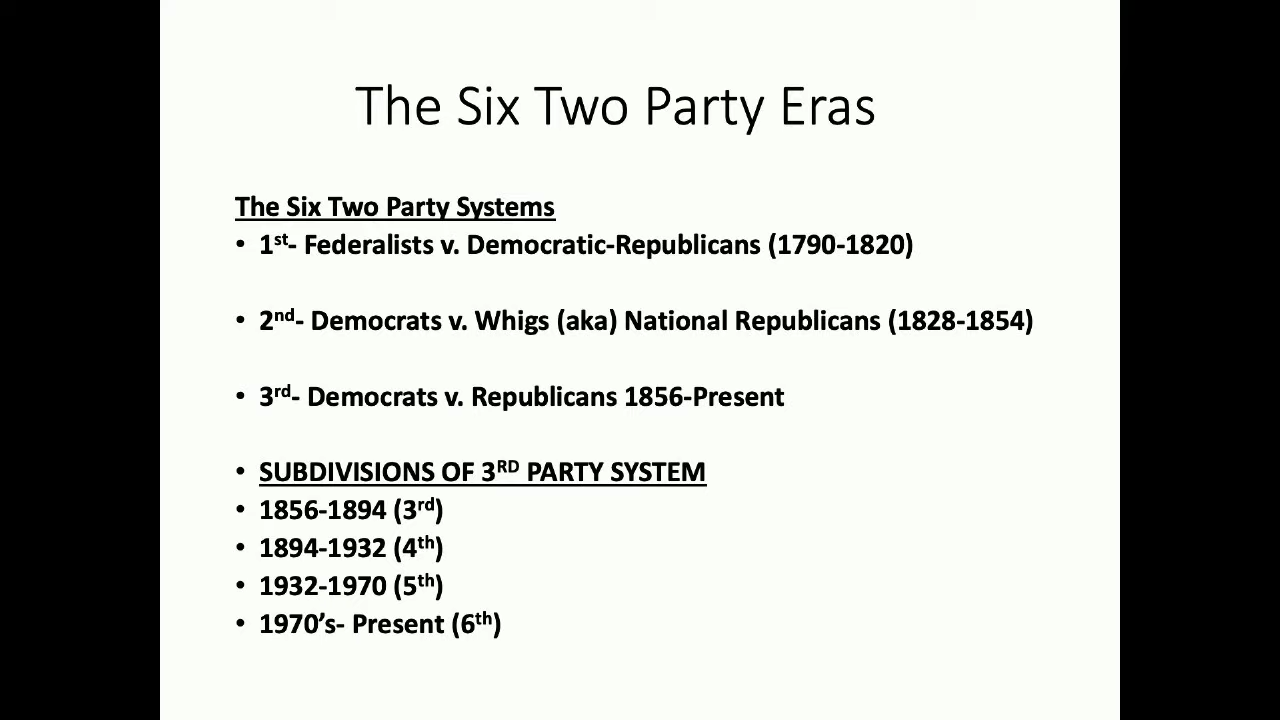 The Six Two Party Eras
The Six Two Party Systems
• 1st- Federalists v. Democratic-Republicans (1790-1820)
• 2nd- Democrats v. Whigs (aka) National Republicans (1828-1854)
• 3rd- Democrats v. Republicans 1856-Present
• SUBDIVISIONS OF 3RD PARTY SYSTEM
• 1856-1894 (3rd)
• 1894-1932 (4th)
• 1932-1970 (5th)
• 1970’s- Present (6th)